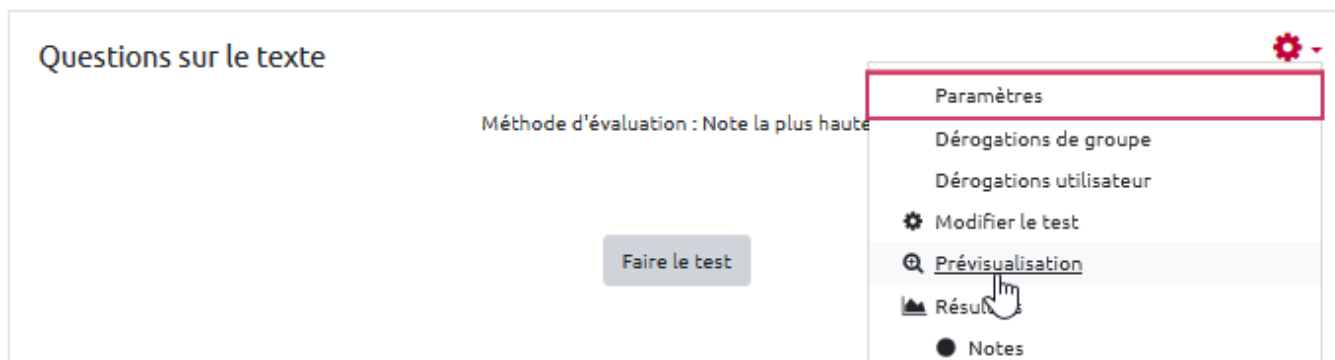 Questions sur le texte
Paramètres
Méthode d'évaluation : Note la plus haute
Dérogations de groupe
Dérogations utilisateur
Modifier le test
Faire le test
Prévisualisation
Notes